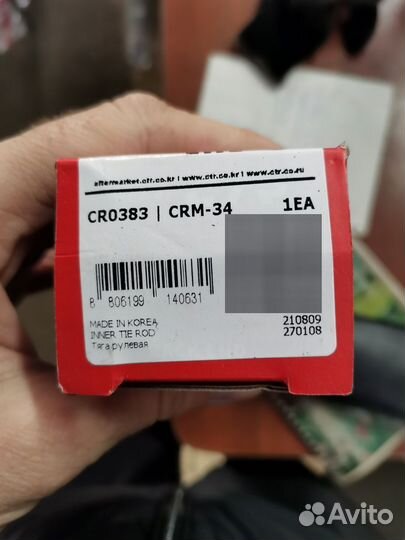 aftermarket.ctr.co.kr | www.ctr.co.kr | www.ctr.co.ru
CR0383 | CRM-34 1EA
8 806199 140631
MADE IN KOREA 210809
INNER TIE ROD 270108
Тяга рулевая
Avito